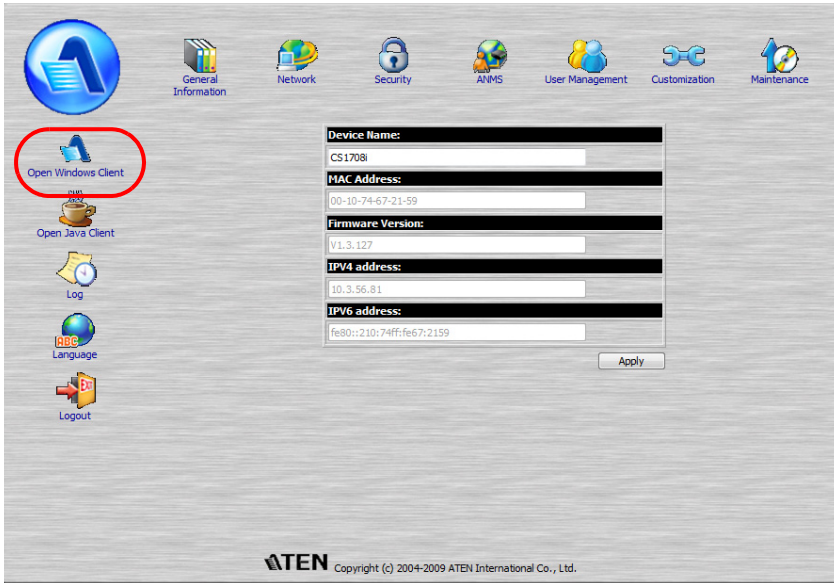 General
Information
Network
Security
ANMS
User Management
Customization
Maintenance
Open Windows Client
Open Java Client
Log
ABC
Language
Exit
Logout
Device Name:
CS1708i
MAC Address:
00-10-74-67-21-59
Firmware Version:
V1.3.127
IPV4 address:
10.3.56.81
IPV6 address:
fe80::210:74ff:fe67:2159
Apply
ATEN Copyright (c) 2004-2009 ATEN International Co., Ltd.